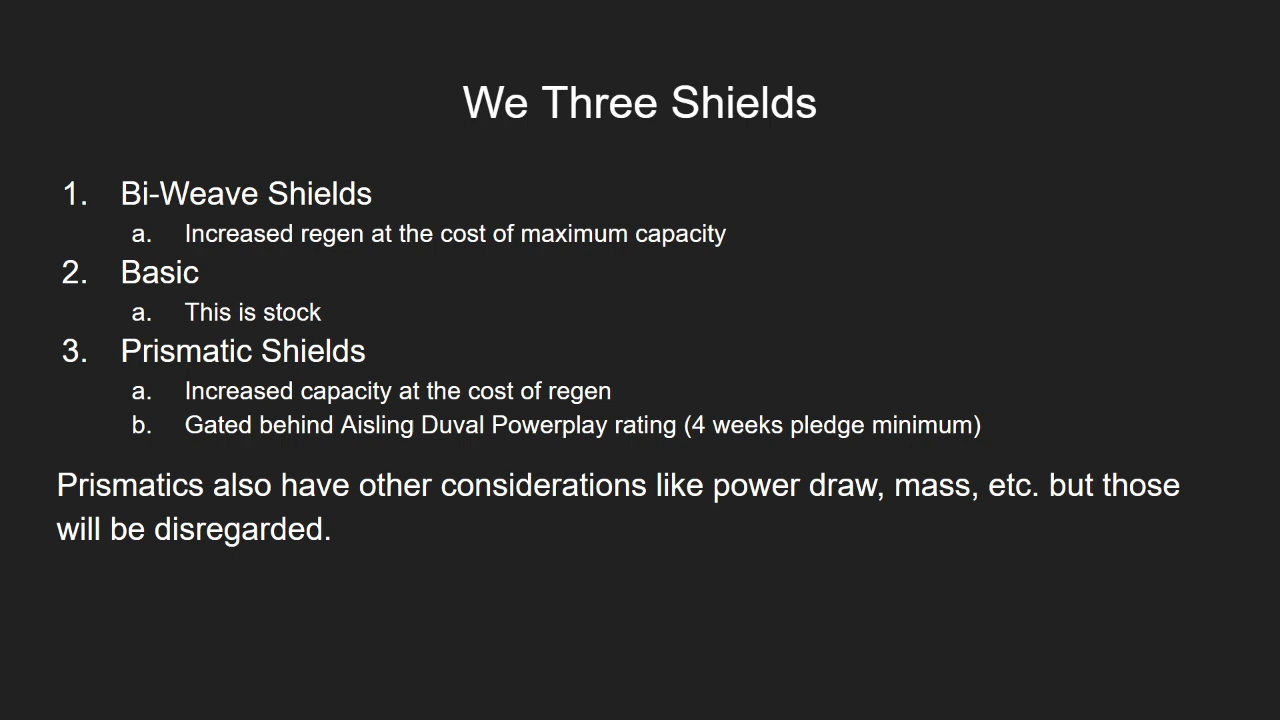 We Three Shields
1. Bi-Weave Shields
a. Increased regen at the cost of maximum capacity
2. Basic
a. This is stock
3. Prismatic Shields
a. Increased capacity at the cost of regen
b. Gated behind Aisling Duval Powerplay rating (4 weeks pledge minimum)
Prismatics also have other considerations like power draw, mass, etc. but those
will be disregarded.